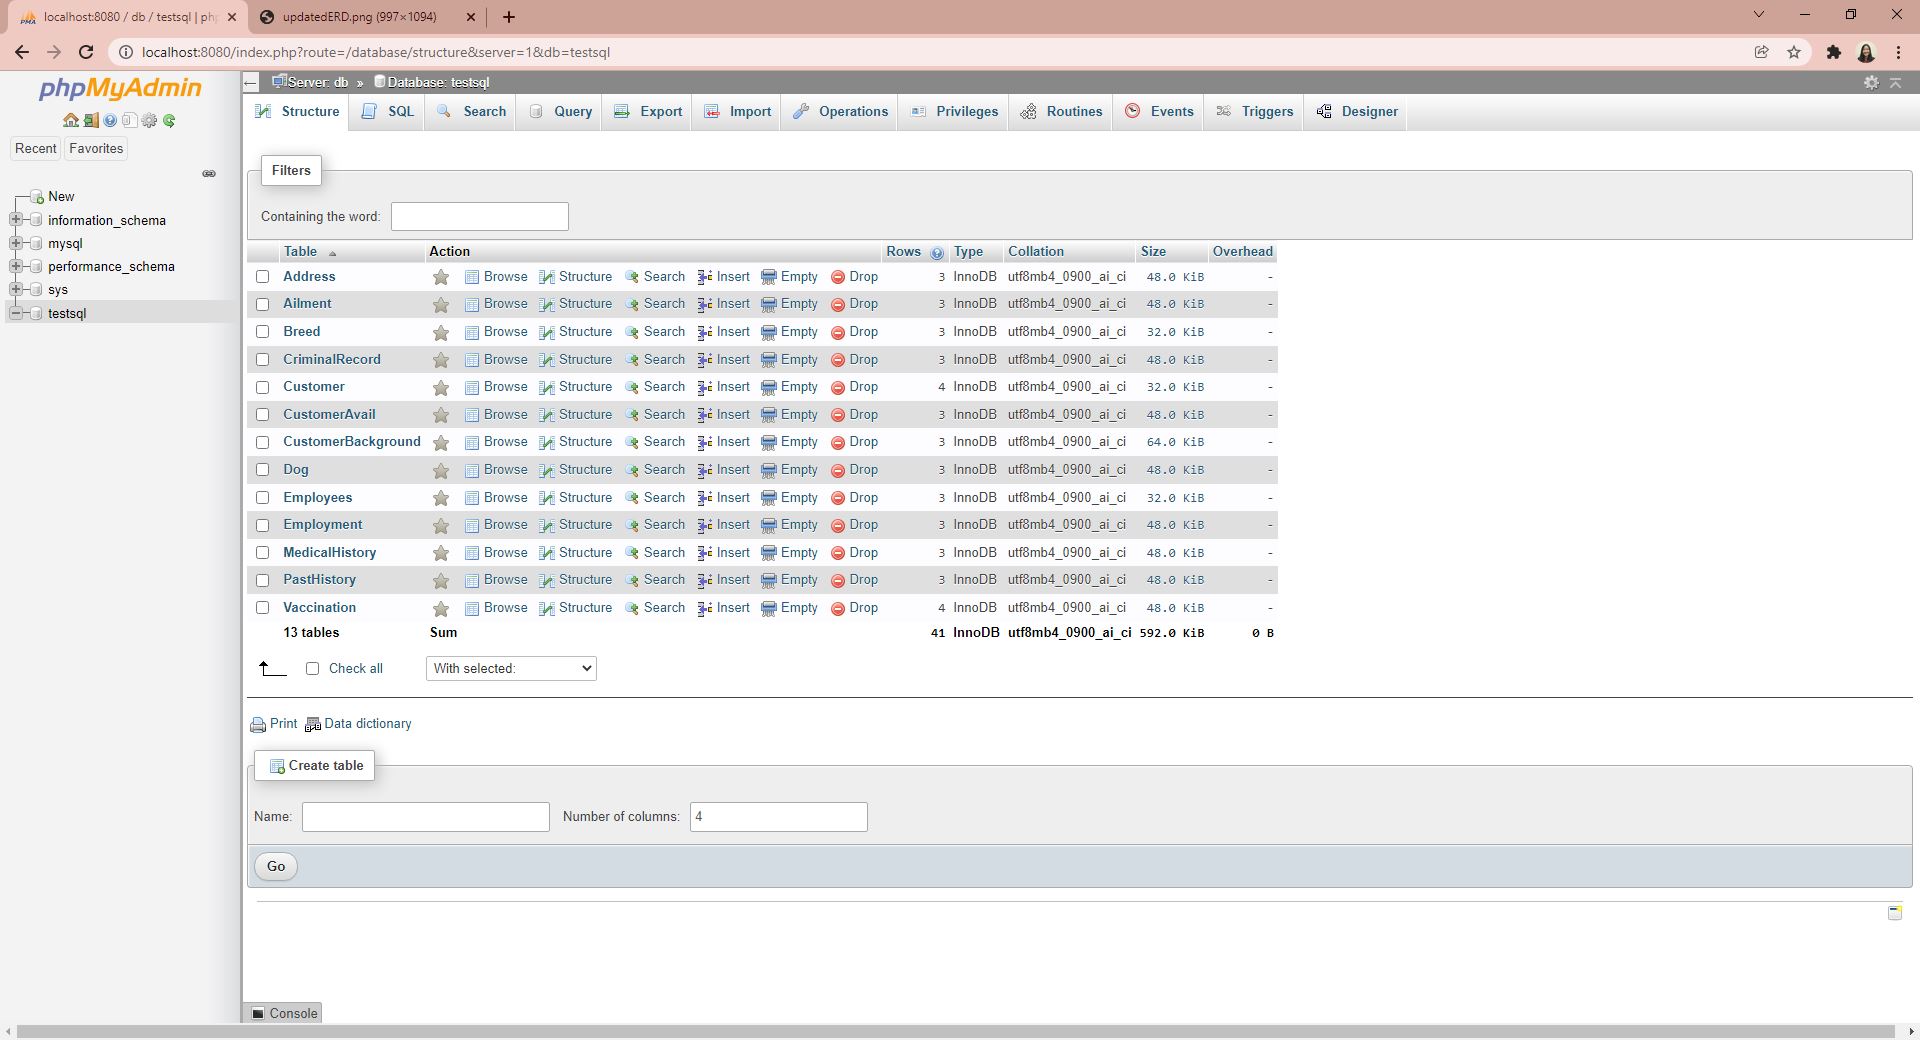 localhost:8080 / db / testsql | php
updatedERD.png (997×1094)
localhost:8080/index.php?route=/database/structure&server=1&db=testsql
phpMyAdmin
Recent Favorites
New
information_schema
mysql
performance_schema
sys
testsql
Server: db » Database: testsql
Structure SQL Search Query Export Import Operations Privileges Routines Events Triggers Designer
Filters
Containing the word:
Table Action Rows Type Collation Size Overhead
Address Browse Structure Search Insert Empty Drop 3 InnoDB utf8mb4_0900_ai_ci 48.0 KiB -
Ailment Browse Structure Search Insert Empty Drop 3 InnoDB utf8mb4_0900_ai_ci 48.0 KiB -
Breed Browse Structure Search Insert Empty Drop 3 InnoDB utf8mb4_0900_ai_ci 32.0 KiB -
CriminalRecord Browse Structure Search Insert Empty Drop 3 InnoDB utf8mb4_0900_ai_ci 48.0 KiB -
Customer Browse Structure Search Insert Empty Drop 4 InnoDB utf8mb4_0900_ai_ci 32.0 KiB -
CustomerAvail Browse Structure Search Insert Empty Drop 3 InnoDB utf8mb4_0900_ai_ci 48.0 KiB -
CustomerBackground Browse Structure Search Insert Empty Drop 3 InnoDB utf8mb4_0900_ai_ci 64.0 KiB -
Dog Browse Structure Search Insert Empty Drop 3 InnoDB utf8mb4_0900_ai_ci 48.0 KiB -
Employees Browse Structure Search Insert Empty Drop 3 InnoDB utf8mb4_0900_ai_ci 32.0 KiB -
Employment Browse Structure Search Insert Empty Drop 3 InnoDB utf8mb4_0900_ai_ci 48.0 KiB -
MedicalHistory Browse Structure Search Insert Empty Drop 3 InnoDB utf8mb4_0900_ai_ci 48.0 KiB -
PastHistory Browse Structure Search Insert Empty Drop 3 InnoDB utf8mb4_0900_ai_ci 48.0 KiB -
Vaccination Browse Structure Search Insert Empty Drop 4 InnoDB utf8mb4_0900_ai_ci 48.0 KiB -
13 tables Sum 41 InnoDB utf8mb4_0900_ai_ci 592.0 KiB 0 B
Check all With selected:
Print Data dictionary
Create table
Name: Number of columns: 4
Go
Console